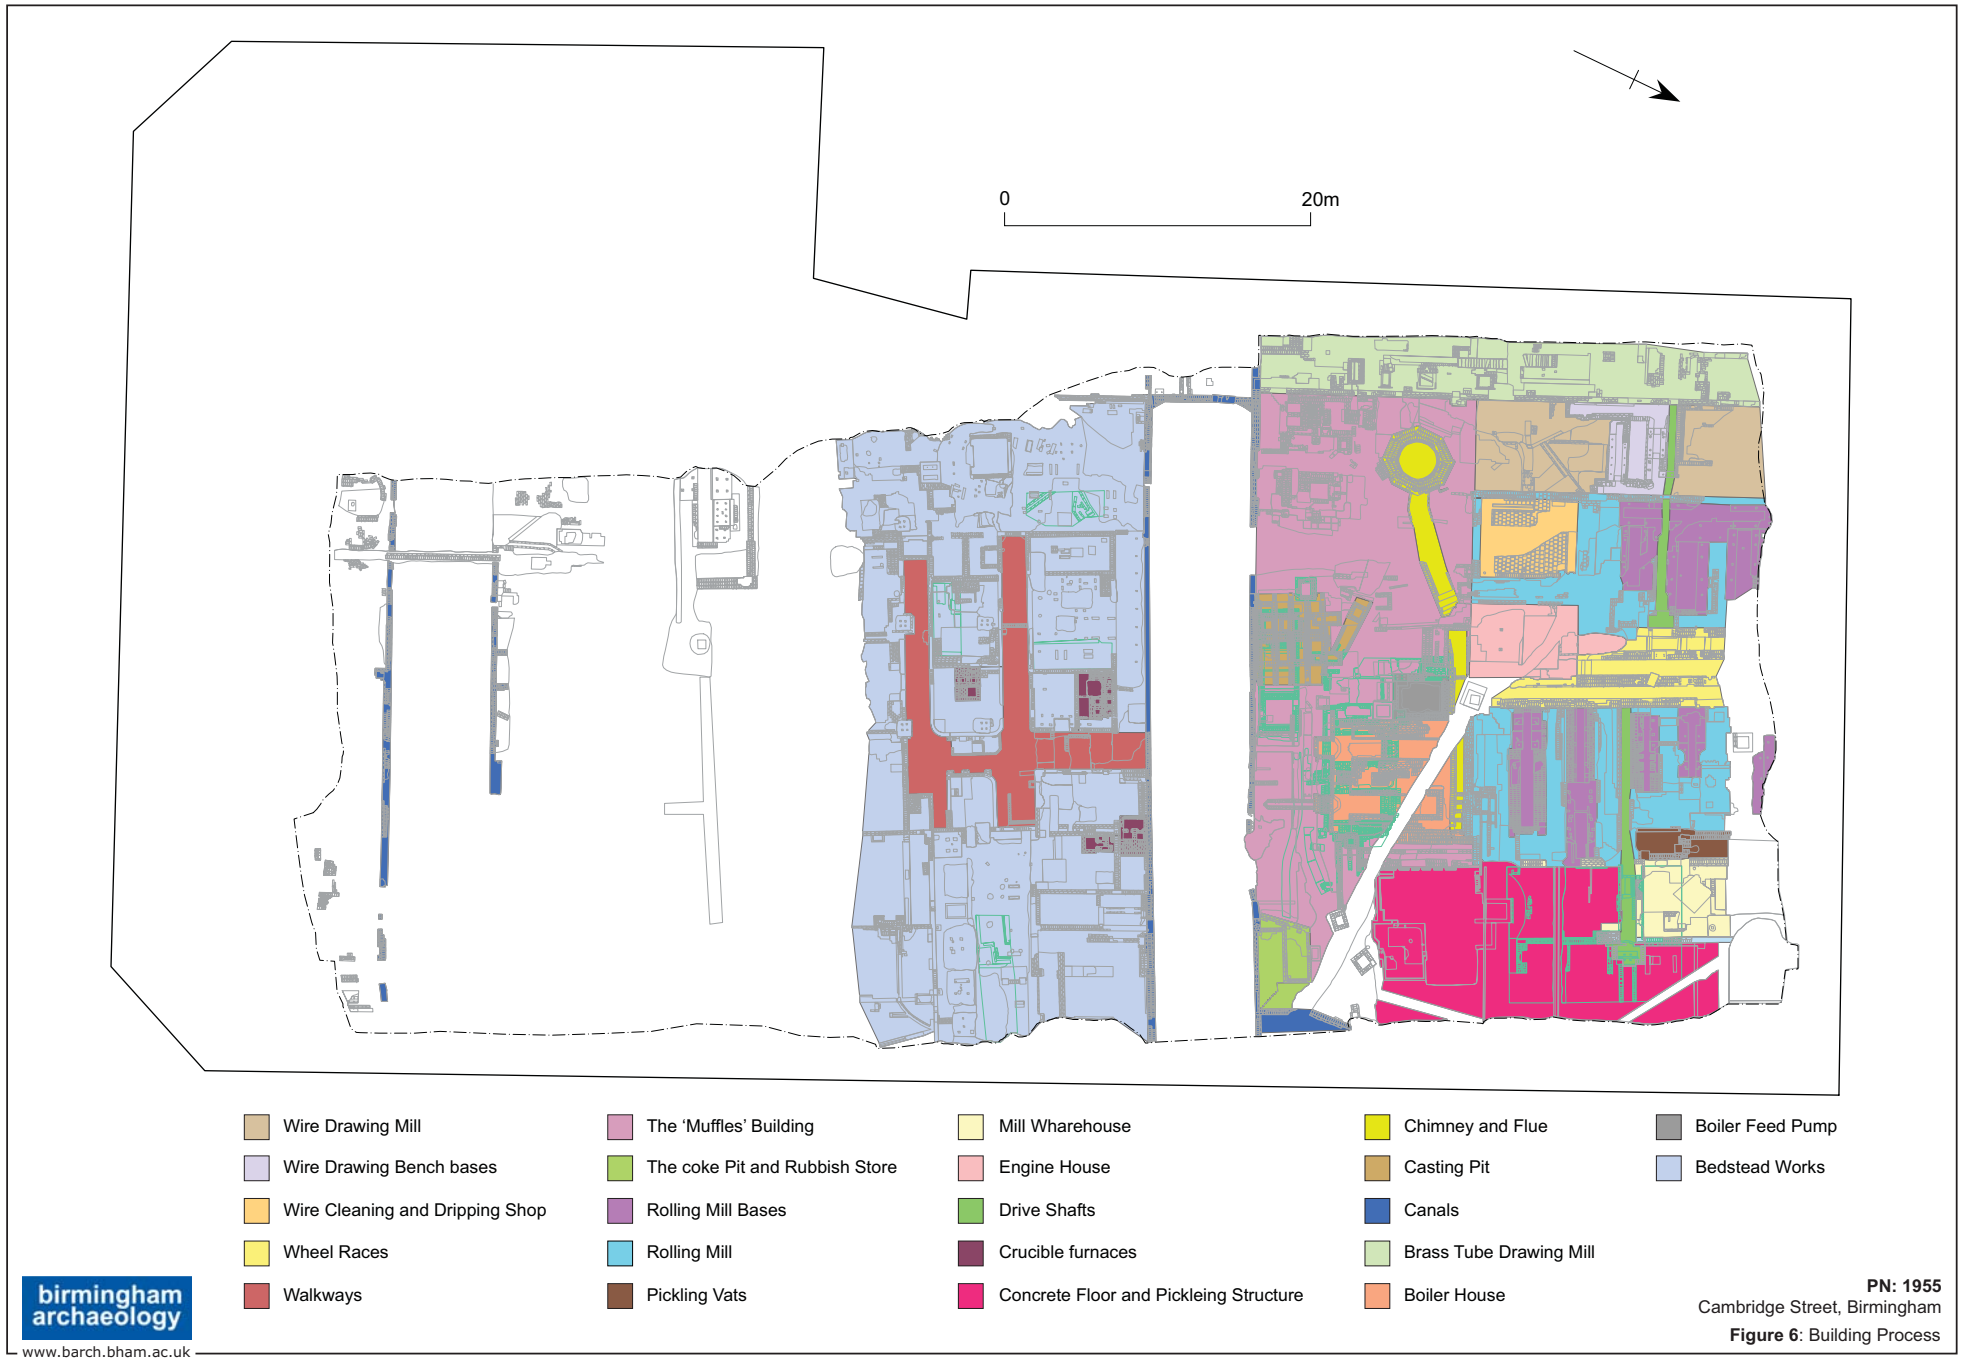 0
20m
Wire Drawing Mill
Wire Drawing Bench bases
Wire Cleaning and Dripping Shop
Wheel Races
Walkways
The ‘Muffles’ Building
The coke Pit and Rubbish Store
Rolling Mill Bases
Rolling Mill
Pickling Vats
Mill Wharehouse
Engine House
Drive Shafts
Crucible furnaces
Concrete Floor and Pickleing Structure
Chimney and Flue
Casting Pit
Canals
Brass Tube Drawing Mill
Boiler House
Boiler Feed Pump
Bedstead Works
birmingham
archaeology
www.barch.bham.ac.uk
PN: 1955
Cambridge Street, Birmingham
Figure 6: Building Process